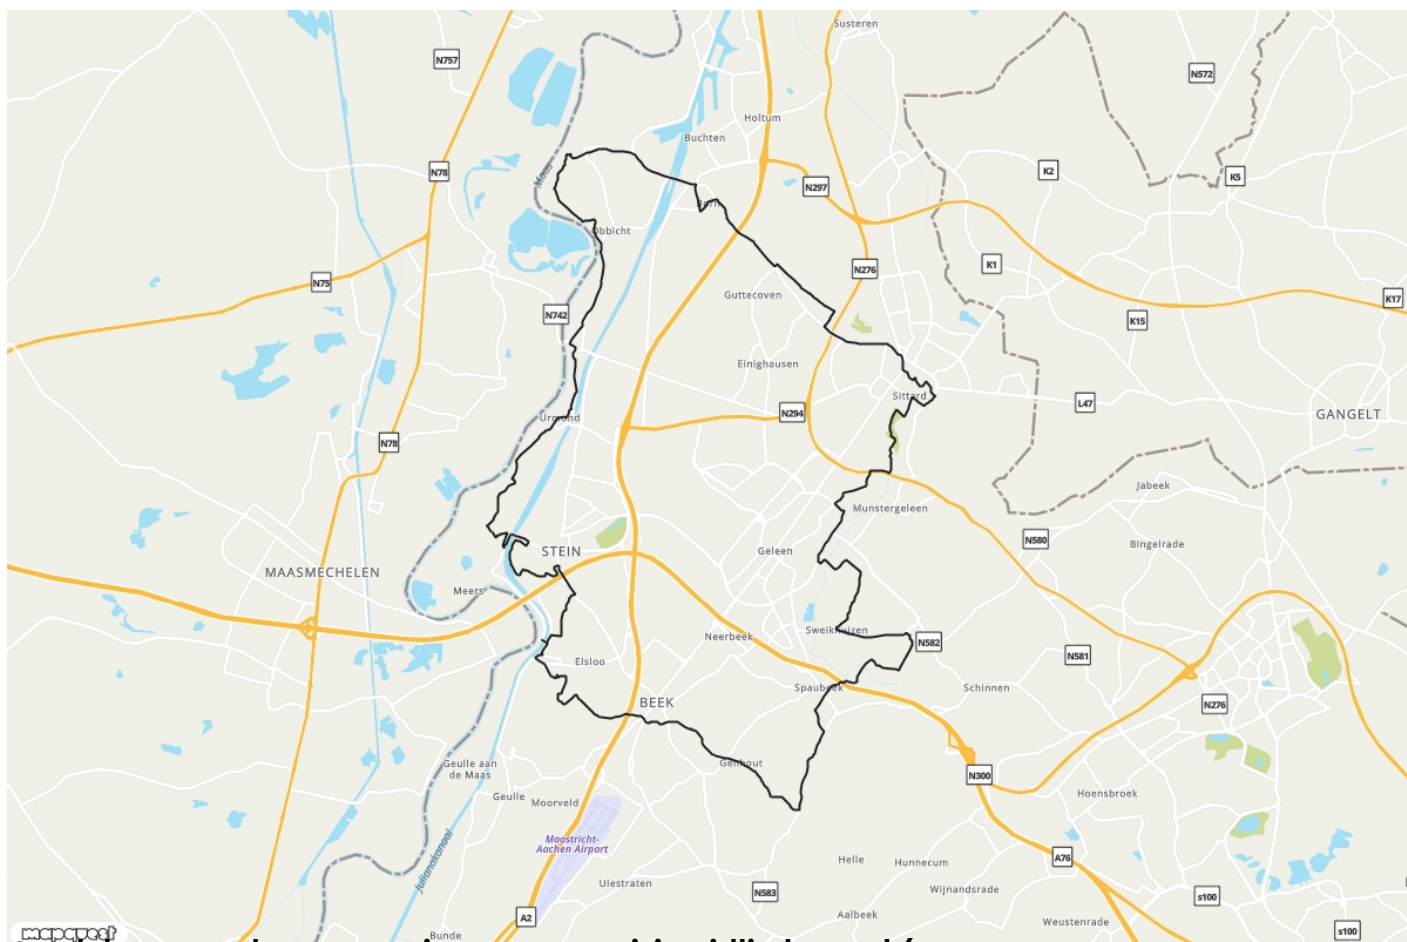 Susteren
N757
N572
Holtum
Buchten
N78
K2
K5
N297
Maas
Obbicht
K1
N276
N75
Guttecoven
K17
N742
K15
Einighausen
Sittard
L47
N294
GANGELT
Urmond
N78
Jabeek
Munstergeleen
N580
Bingelrade
STEIN
Geleen
MAASMECHELEN
Meers
Sweikhuizen
Neerbeek
N582
N581
Elsloo
Spaubeek
Schinnen
BEEK
N276
Genhout
Geulle aan
de Maas
N300
Geulle
Moorveld
Hoensbroek
Maastricht-
Aachen Airport
Julianakanaal
A76
Helle
Hunnecum
Ulestraten
N583
Wijnandsrade
s100
A2
Aalbeek
Weustenrade
s100
Bunde
mapquest